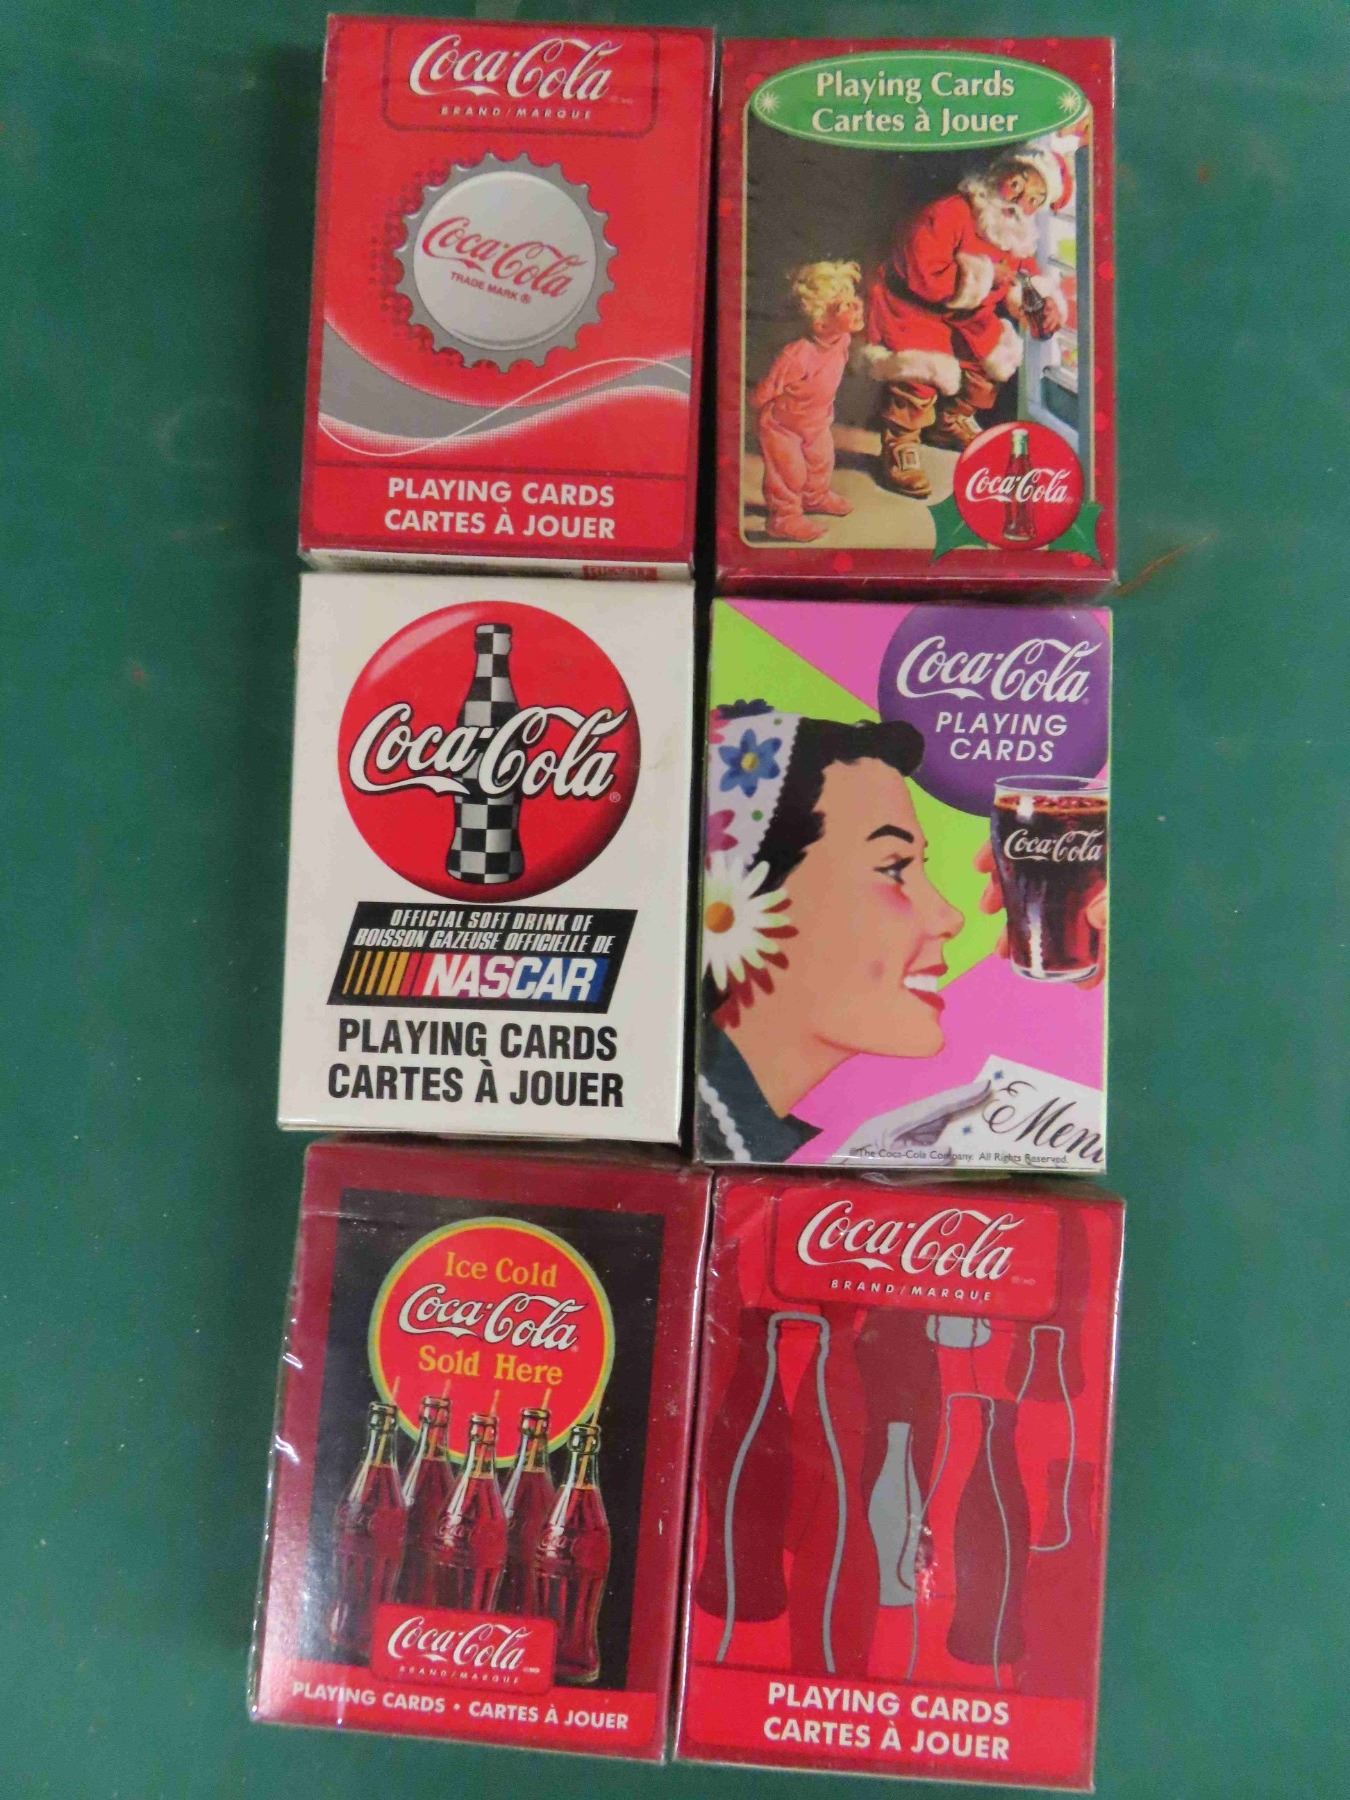 Coca-Cola
BRAND/MARQUE
Coca-Cola
TRADE MARK ®
PLAYING CARDS
CARTES À JOUER
Playing Cards
Cartes à Jouer
Coca-Cola
Coca-Cola®
OFFICIAL SOFT DRINK OF
BOISSON GAZEUSE OFFICIELLE DE
NASCAR
PLAYING CARDS
CARTES À JOUER
Coca-Cola®
PLAYING
CARDS
Coca-Cola
Menu
©The Coca-Cola Company. All Rights Reserved.
Ice Cold
Coca-Cola®
Sold Here
Coca-Cola
BRAND/MARQUE
PLAYING CARDS • CARTES À JOUER
Coca-Cola
BRAND/MARQUE
PLAYING CARDS
CARTES À JOUER